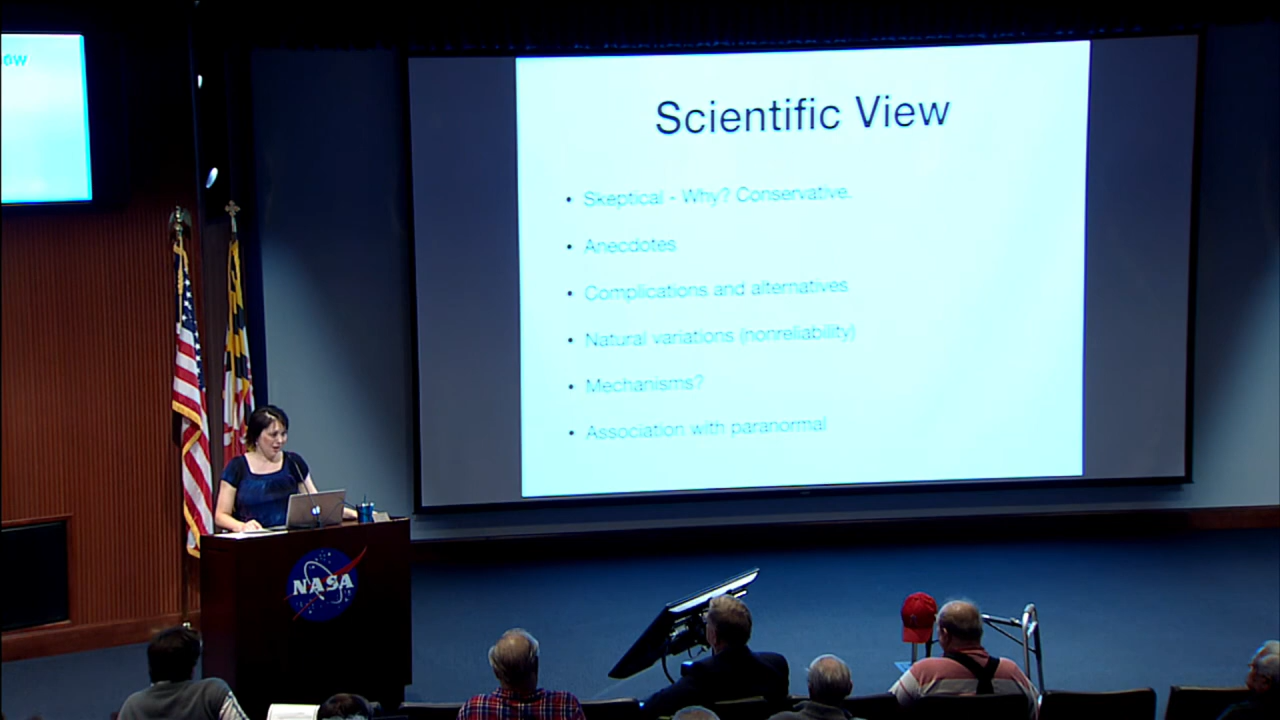 Scientific View
• Skeptical - Why? Conservative.
• Anecdotes
• Complications and alternatives
• Natural variations (nonreliability)
• Mechanisms?
• Association with paranormal
NASA